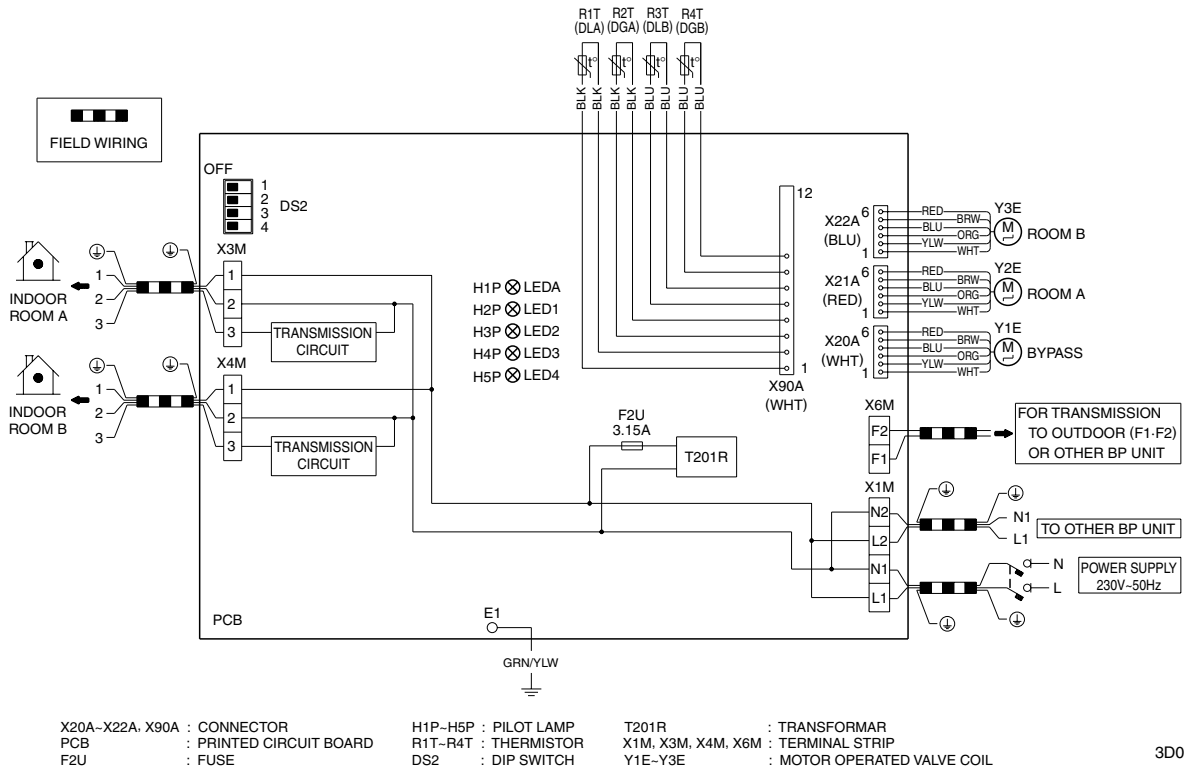 R1T R2T R3T R4T
(DLA) (DGA) (DLB) (DGB)
t° t° t° t°
BLK BLK BLK BLK BLU BLU BLU BLU
FIELD WIRING
OFF
1
2
3
4
DS2
12
1
X90A
(WHT)
X22A
(BLU)
6
1
RED
BRW
BLU
ORG
YLW
WHT
Y3E
M
ROOM B
X21A
(RED)
6
1
RED
BRW
BLU
ORG
YLW
WHT
Y2E
M
ROOM A
X20A
(WHT)
6
1
RED
BRW
BLU
ORG
YLW
WHT
Y1E
M
BYPASS
INDOOR
ROOM A
1
2
3
X3M
1
2
3
TRANSMISSION
CIRCUIT
INDOOR
ROOM B
1
2
3
X4M
1
2
3
TRANSMISSION
CIRCUIT
H1P LEDA
H2P LED1
H3P LED2
H4P LED3
H5P LED4
F2U
3.15A
T201R
X6M
F2
F1
FOR TRANSMISSION
TO OUTDOOR (F1·F2)
OR OTHER BP UNIT
X1M
N2
L2
N1
L1
N1
L1
TO OTHER BP UNIT
N
L
POWER SUPPLY
230V~50Hz
PCB
E1
GRN/YLW
X20A~X22A, X90A : CONNECTOR H1P~H5P : PILOT LAMP T201R : TRANSFORMAR
PCB : PRINTED CIRCUIT BOARD R1T~R4T : THERMISTOR X1M, X3M, X4M, X6M : TERMINAL STRIP
F2U : FUSE DS2 : DIP SWITCH Y1E~Y3E : MOTOR OPERATED VALVE COIL
3D0